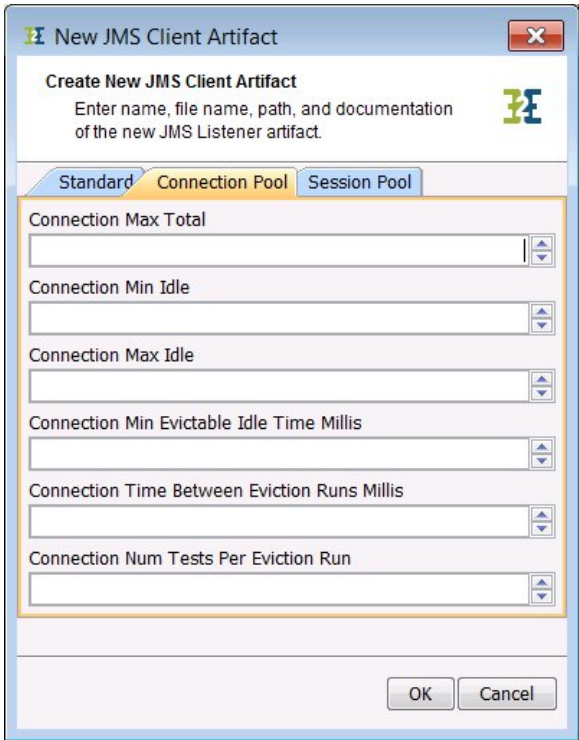 New JMS Client Artifact
Create New JMS Client Artifact
Enter name, file name, path, and documentation
of the new JMS Listener artifact.
E2E
Standard Connection Pool Session Pool
Connection Max Total
Connection Min Idle
Connection Max Idle
Connection Min Evictable Idle Time Millis
Connection Time Between Eviction Runs Millis
Connection Num Tests Per Eviction Run
OK Cancel